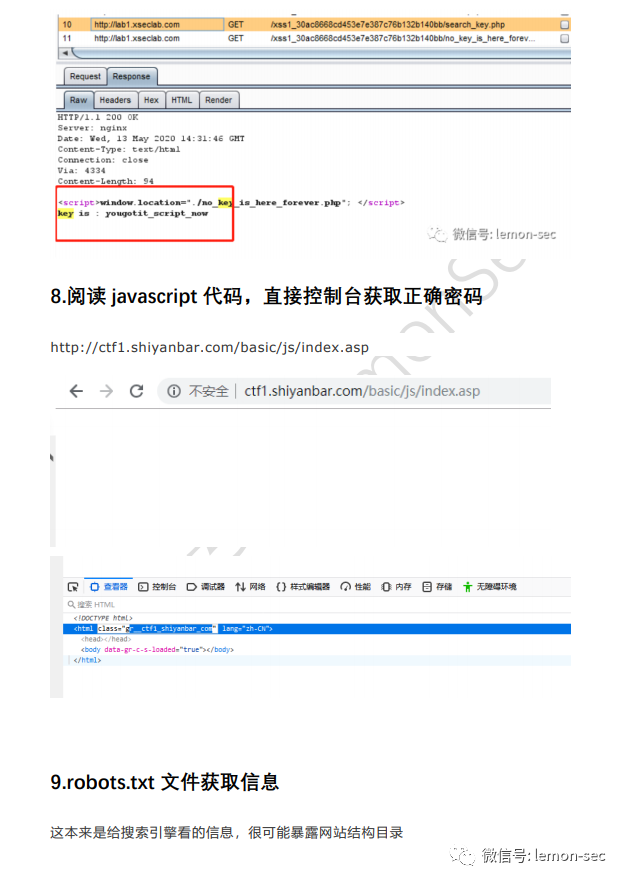 10 http://lab1.xseclab.com GET /xss1_30ac8668cd453e7e387c76b132b140bb/search_key.php
11 http://lab1.xseclab.com GET /xss1_30ac8668cd453e7e387c76b132b140bb/no_key_is_here_forev...
Request Response
Raw Headers Hex HTML Render
HTTP/1.1 200 OK
Server: nginx
Date: Wed, 13 May 2020 14:31:46 GMT
Content-Type: text/html
Connection: close
Via: 4334
Content-Length: 94
<script>window.location="./no_key_is_here_forever.php"; </script>
key is : yougotit_script_now
微信号: lemon-sec
8.阅读 javascript 代码，直接控制台获取正确密码
http://ctf1.shiyanbar.com/basic/js/index.asp
不安全 ctf1.shiyanbar.com/basic/js/index.asp
查看器 控制台 调试器 网络 {} 样式编辑器 性能 内存 存储 无障碍环境
搜索 HTML
<!DOCTYPE html>
<html class="gr__ctf1_shiyanbar_com" lang="zh-CN">
<head></head>
<body data-gr-c-s-loaded="true"></body>
</html>
9.robots.txt 文件获取信息
这本来是给搜索引擎看的信息，很可能暴露网站结构目录
微信号: lemon-sec